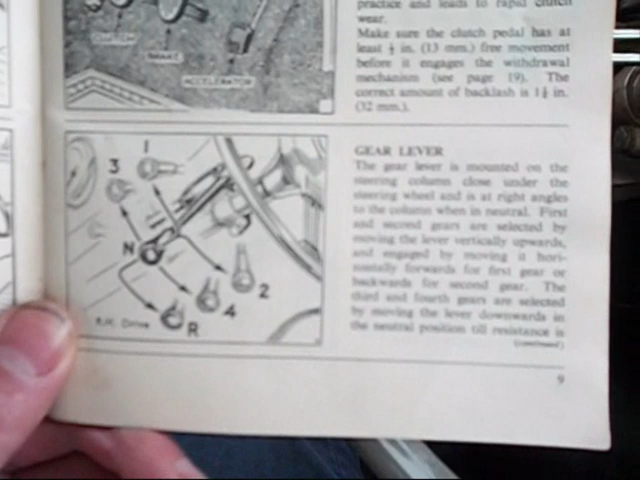 practice and leads to rapid clutch
wear.
Make sure the clutch pedal has at
least ½ in. (13 mm.) free movement
before it engages the withdrawal
mechanism (see page 19). The
correct amount of backlash is 1¼ in.
(32 mm.).
CLUTCH
BRAKE
ACCELERATOR
1
3
N
2
4
R
R.H. Drive
GEAR LEVER
The gear lever is mounted on the
steering column close under the
steering wheel and is at right angles
to the column when in neutral. First
and second gears are selected by
moving the lever vertically upwards,
and engaged by moving it hori-
zontally forwards for first gear or
backwards for second gear. The
third and fourth gears are selected
by moving the lever downwards in
the neutral position till resistance is
(continued)
9